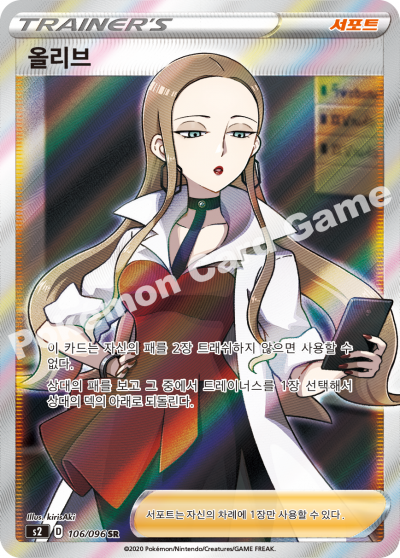 TRAINER'S 서포트
올리브
Pokémon Card Game
이 카드는 자신의 패를 2장 트래쉬하지 않으면 사용할 수
없다.
상대의 패를 보고 그 중에서 트레이너스를 1장 선택해서
상대의 덱의 아래로 되돌린다.
Illus. kirisAki
s2 D 106/096 SR
서포트는 자신의 차례에 1장만 사용할 수 있다.
©2020 Pokémon/Nintendo/Creatures/GAME FREAK.